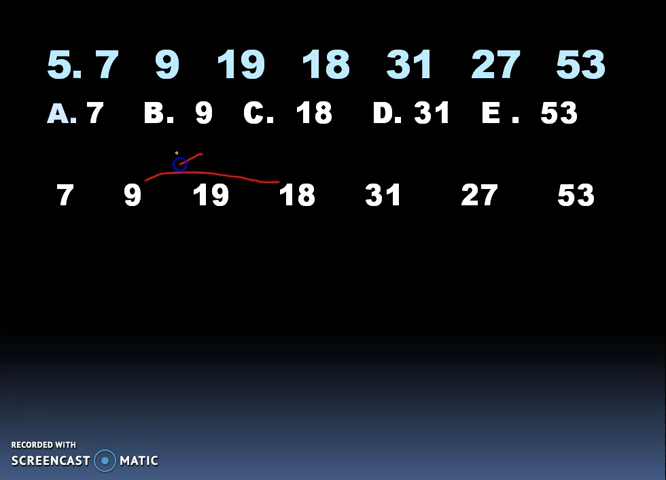 5. 7 9 19 18 31 27 53
A. 7 B. 9 C. 18 D. 31 E . 53
7 9 19 18 31 27 53
RECORDED WITH
SCREENCAST MATIC